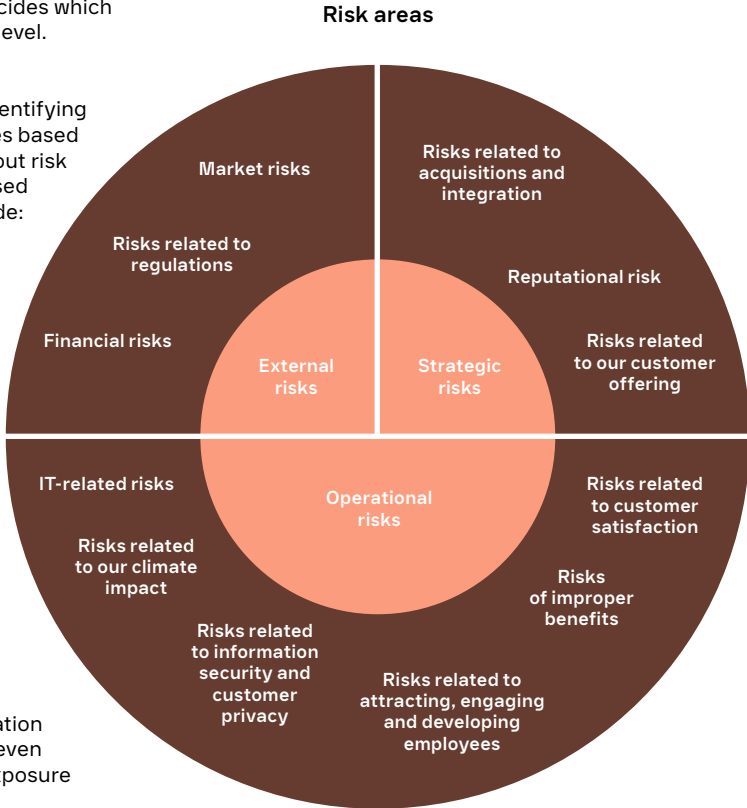 cides which
evel.
entifying
es based
out risk
sed
de:
ation
even
xposure
Risk areas
Market risks
Risks related to
regulations
Financial risks
External
risks
Risks related to
acquisitions and
integration
Reputational risk
Risks related
to our customer
offering
Strategic
risks
Operational
risks
IT-related risks
Risks related
to our climate
impact
Risks related
to information
security and
customer
privacy
Risks related to
attracting, engaging
and developing
employees
Risks
of improper
benefits
Risks related
to customer
satisfaction